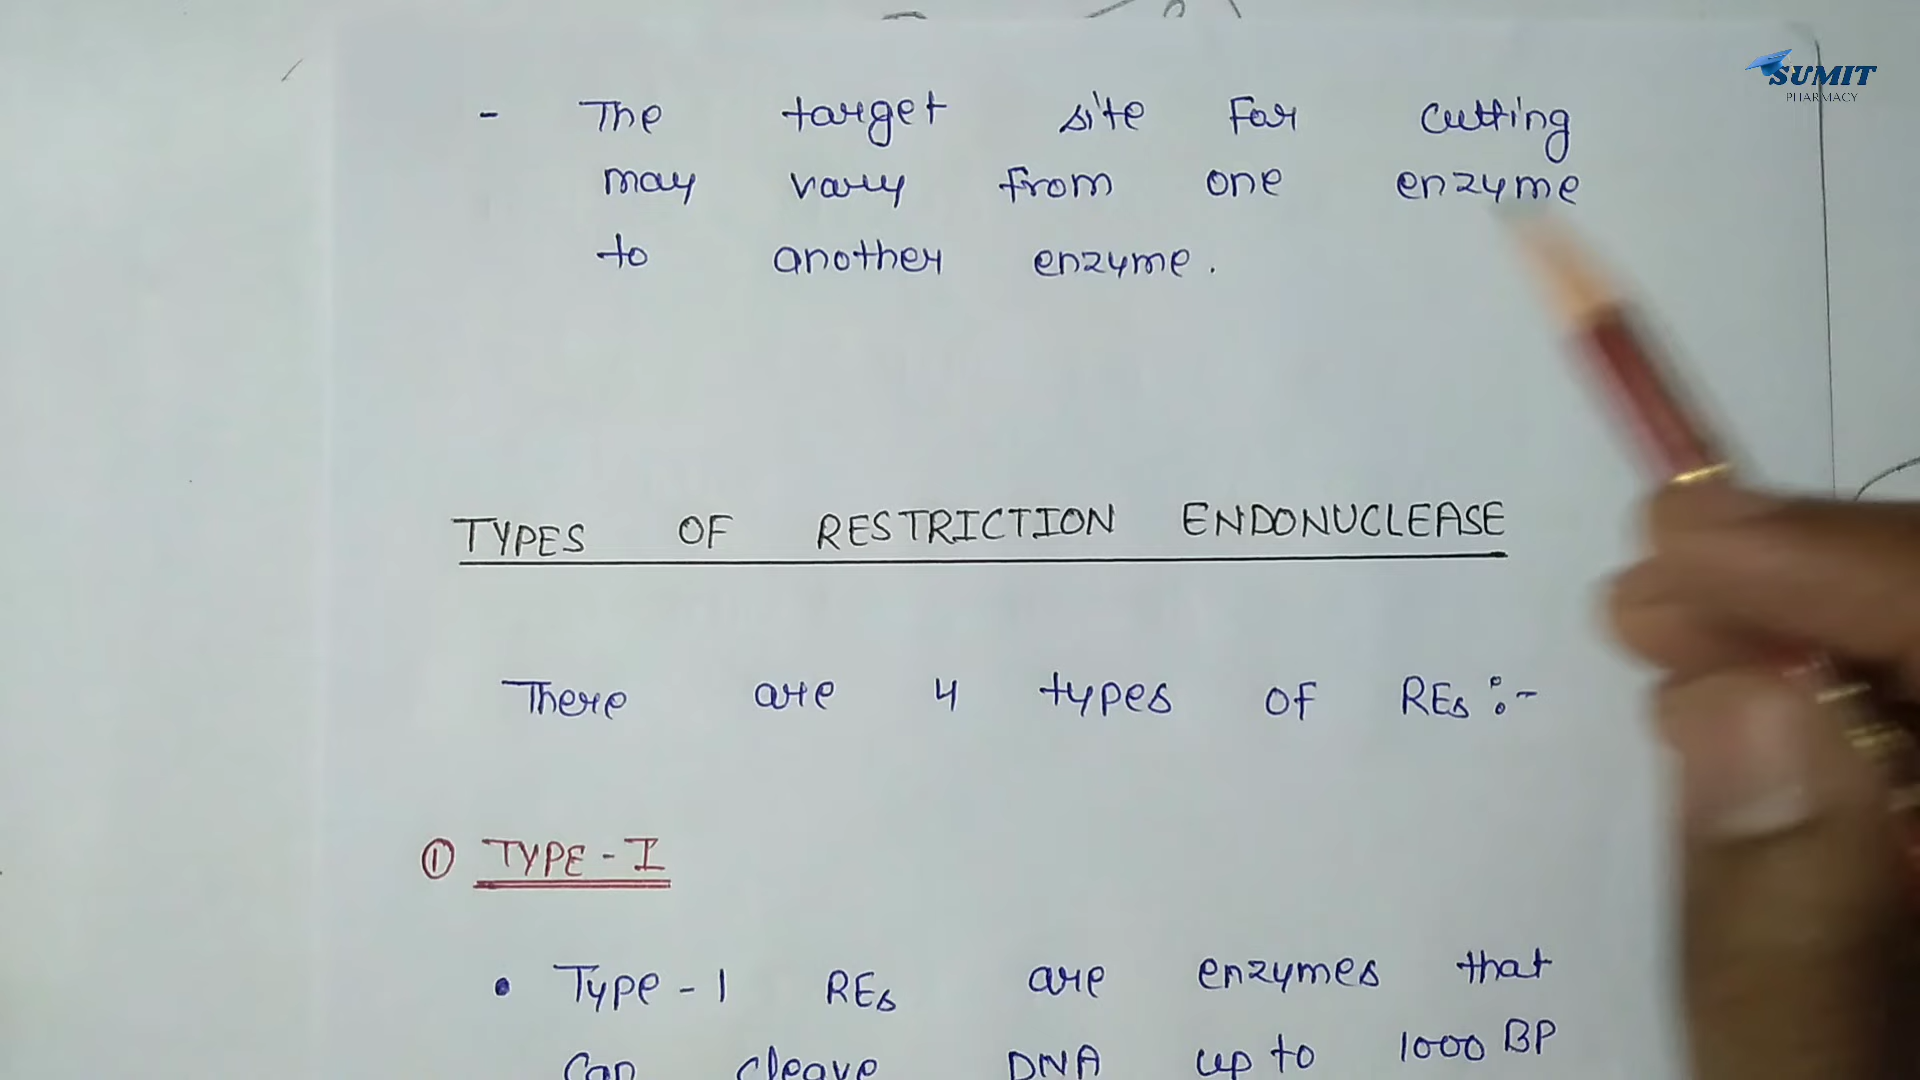 SUMIT
PHARMACY
- The target site for cutting
may vary from one enzyme
to another enzyme.
TYPES OF RESTRICTION ENDONUCLEASE
There are 4 types of REs :-
① TYPE - I
• Type - 1 REs are enzymes that
can cleave DNA up to 1000 BP